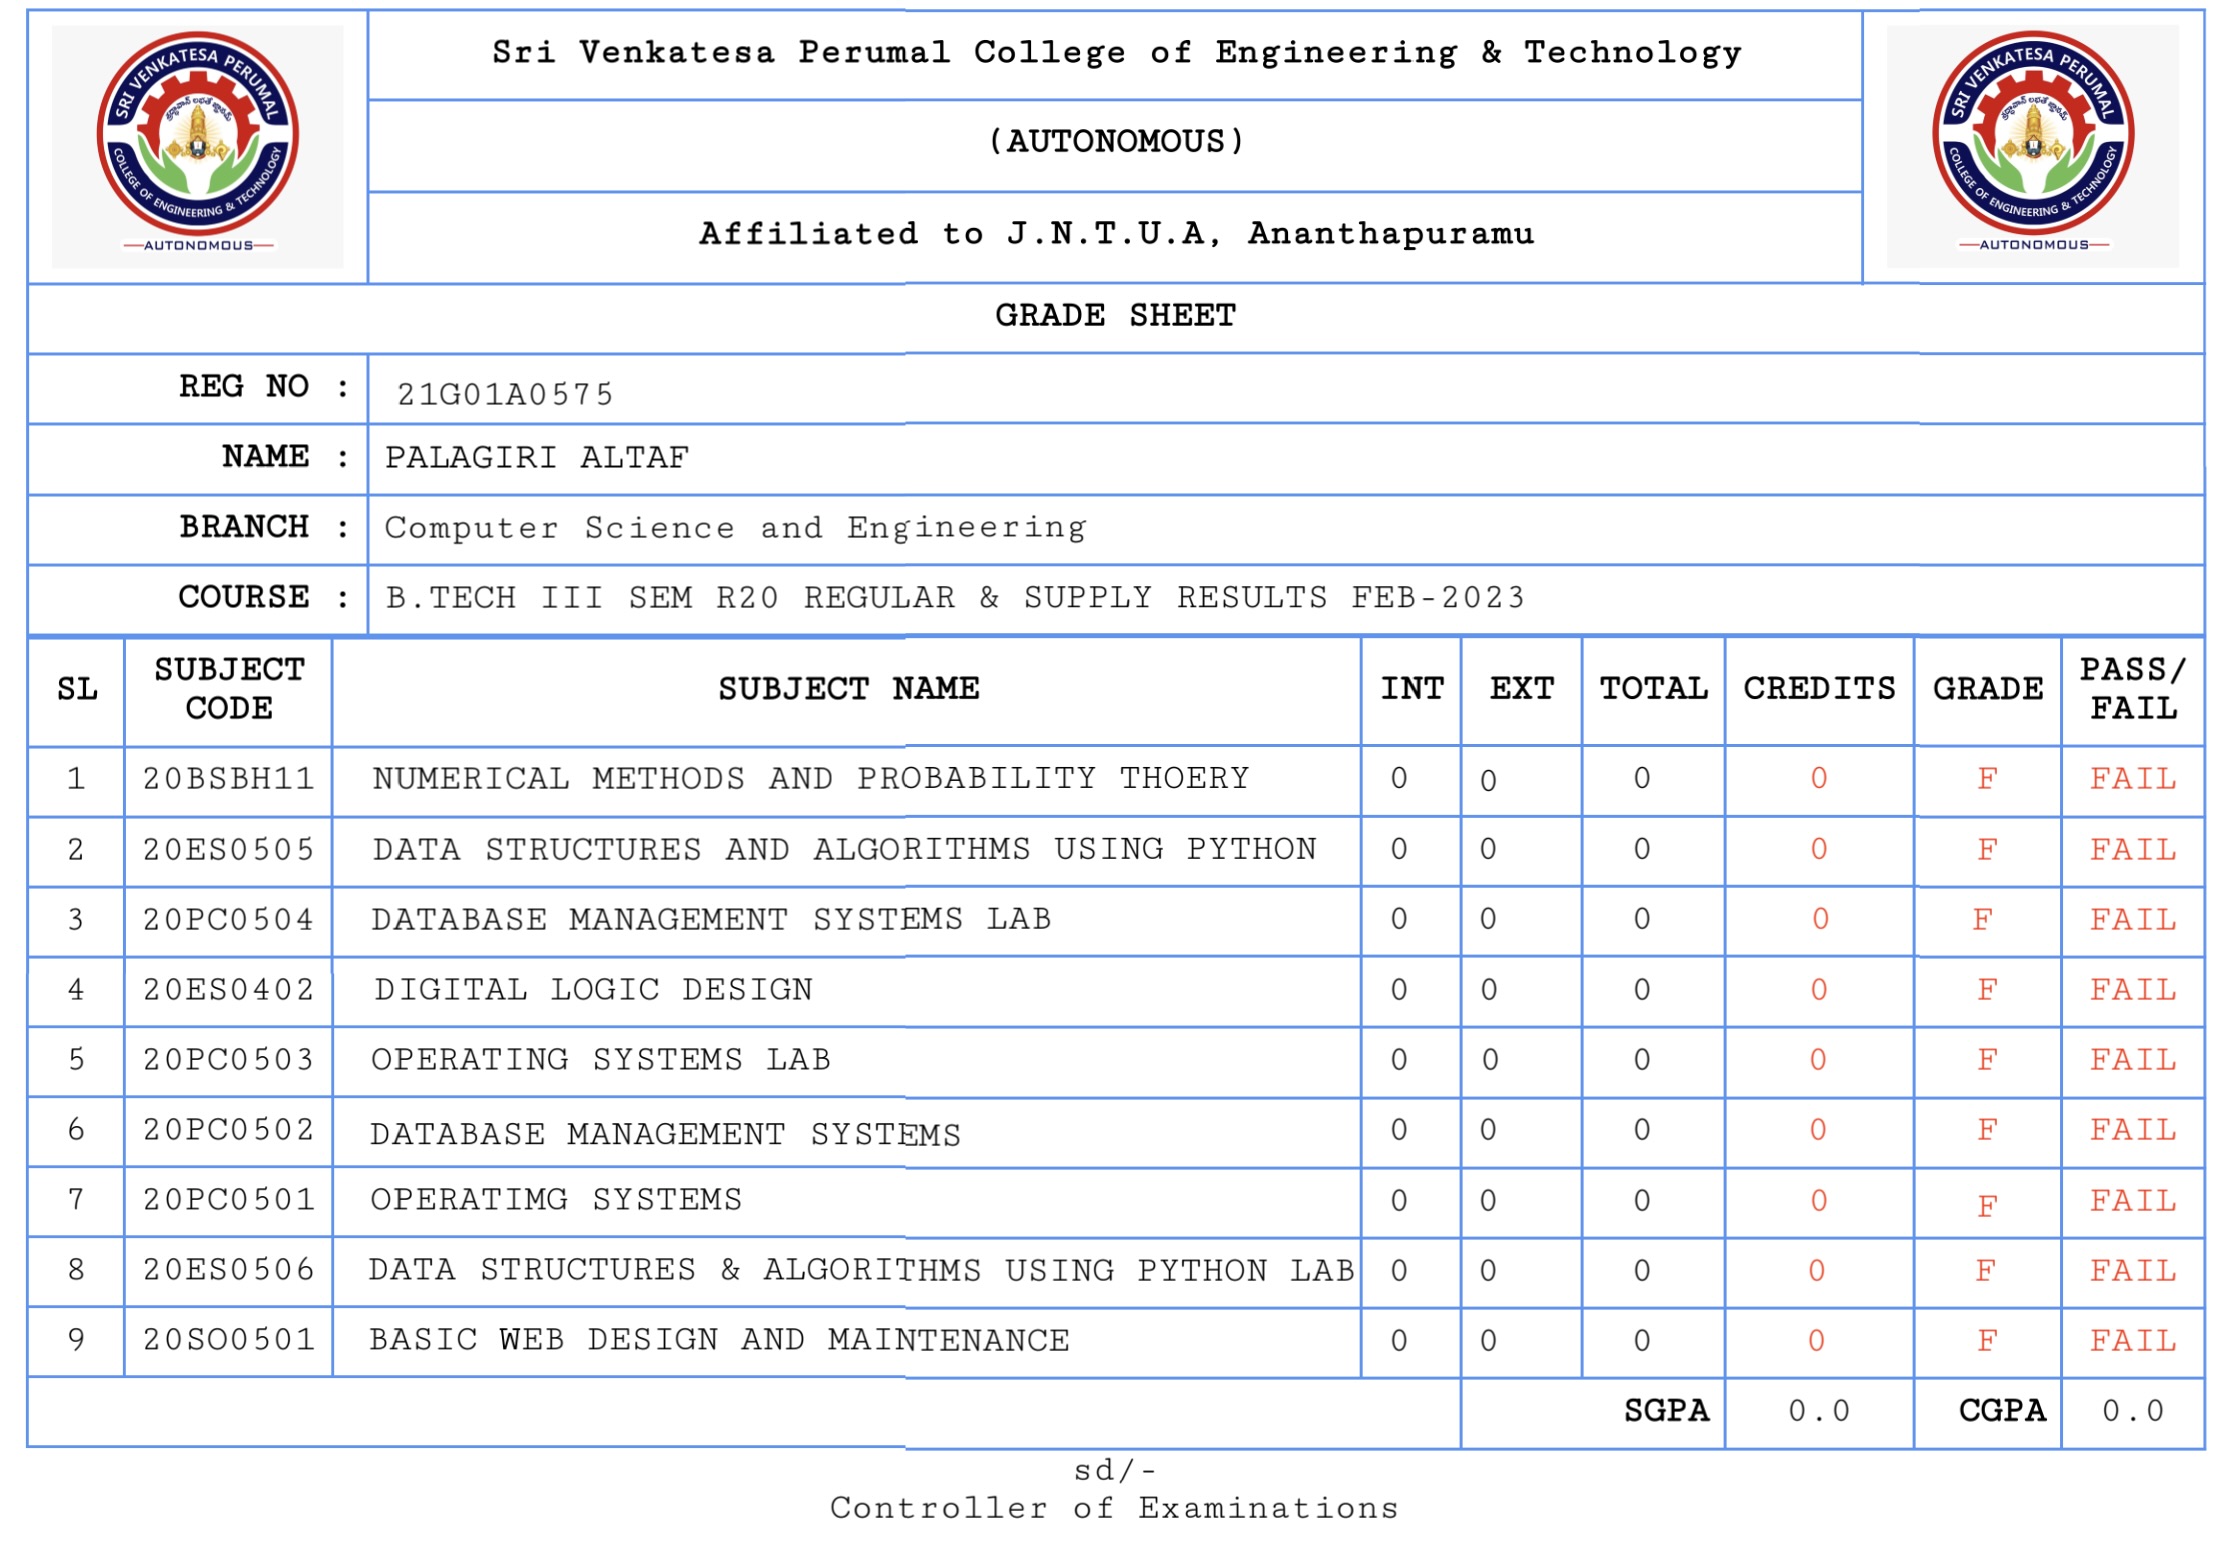 Sri Venkatesa Perumal College of Engineering & Technology
(AUTONOMOUS)
Affiliated to J.N.T.U.A, Ananthapuramu
SRI VENKATESA PERUMAL
COLLEGE OF ENGINEERING & TECHNOLOGY
AUTONOMOUS
SRI VENKATESA PERUMAL
COLLEGE OF ENGINEERING & TECHNOLOGY
AUTONOMOUS
GRADE SHEET
REG NO : 21G01A0575
NAME : PALAGIRI ALTAF
BRANCH : Computer Science and Engineering
COURSE : B.TECH III SEM R20 REGULAR & SUPPLY RESULTS FEB-2023
SL SUBJECT CODE SUBJECT NAME INT EXT TOTAL CREDITS GRADE PASS/FAIL
1 20BSBH11 NUMERICAL METHODS AND PROBABILITY THOERY 0 0 0 0 F FAIL
2 20ES0505 DATA STRUCTURES AND ALGORITHMS USING PYTHON 0 0 0 0 F FAIL
3 20PC0504 DATABASE MANAGEMENT SYSTEMS LAB 0 0 0 0 F FAIL
4 20ES0402 DIGITAL LOGIC DESIGN 0 0 0 0 F FAIL
5 20PC0503 OPERATING SYSTEMS LAB 0 0 0 0 F FAIL
6 20PC0502 DATABASE MANAGEMENT SYSTEMS 0 0 0 0 F FAIL
7 20PC0501 OPERATIMG SYSTEMS 0 0 0 0 F FAIL
8 20ES0506 DATA STRUCTURES & ALGORITHMS USING PYTHON LAB 0 0 0 0 F FAIL
9 20SO0501 BASIC WEB DESIGN AND MAINTENANCE 0 0 0 0 F FAIL
SGPA 0.0 CGPA 0.0
sd/-
Controller of Examinations